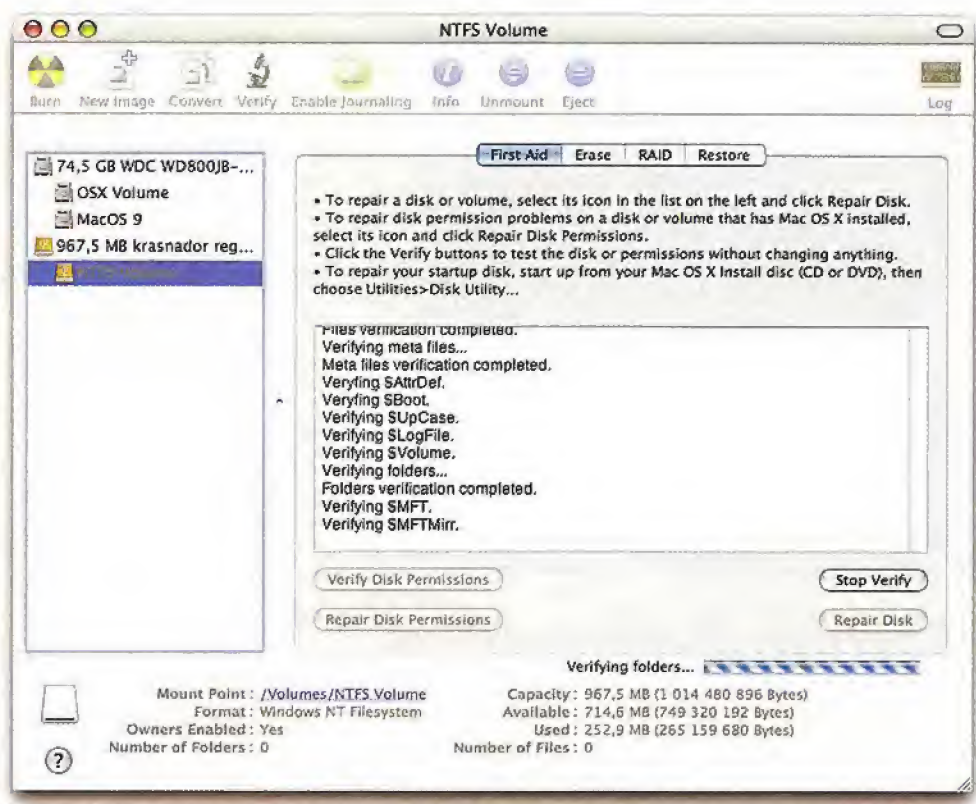 NTFS Volume
Burn New Image Convert Verify Enable Journaling Info Unmount Eject Log
74,5 GB WDC WD800JB-...
OSX Volume
MacOS 9
967,5 MB krasnador reg...
First Aid Erase RAID Restore
• To repair a disk or volume, select its icon in the list on the left and click Repair Disk.
• To repair disk permission problems on a disk or volume that has Mac OS X installed,
select its icon and click Repair Disk Permissions.
• Click the Verify buttons to test the disk or permissions without changing anything.
• To repair your startup disk, start up from your Mac OS X Install disc (CD or DVD), then
choose Utilities>Disk Utility...
Files verification completed.
Verifying meta files...
Meta files verification completed.
Veryfing $AttrDef.
Veryfing $Boot.
Verifying $UpCase.
Verifying $LogFile.
Verifying $Volume.
Verifying folders...
Folders verification completed.
Verifying $MFT.
Verifying $MFTMirr.
Verify Disk Permissions
Stop Verify
Repair Disk Permissions
Repair Disk
Verifying folders...
Mount Point : /Volumes/NTFS Volume
Format : Windows NT Filesystem
Owners Enabled : Yes
Number of Folders : 0
Capacity : 967,5 MB (1 014 480 896 Bytes)
Available : 714,6 MB (749 320 192 Bytes)
Used : 252,9 MB (265 159 680 Bytes)
Number of Files : 0
?